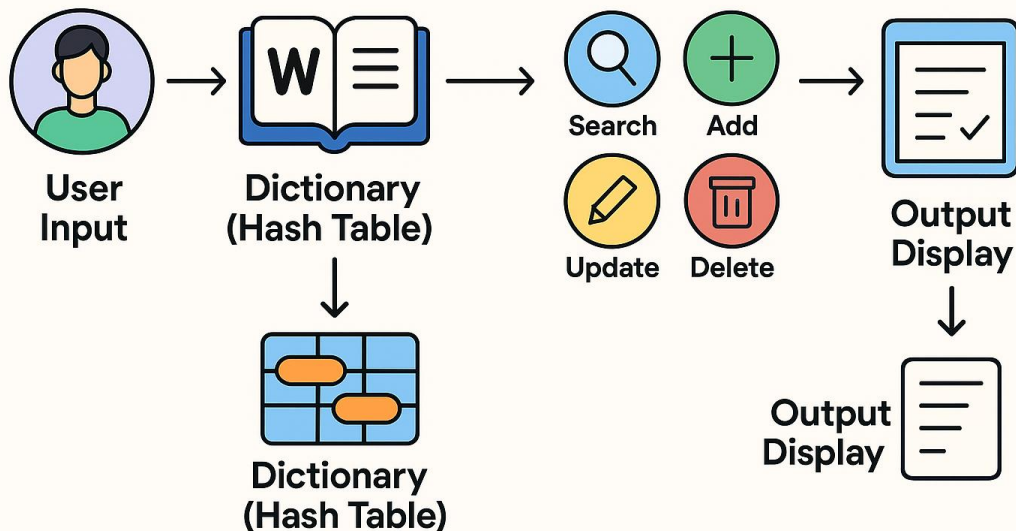 W
Search
Add
Update
Delete
User
Input
Dictionary
(Hash Table)
Output
Display
Dictionary
(Hash Table)
Output
Display